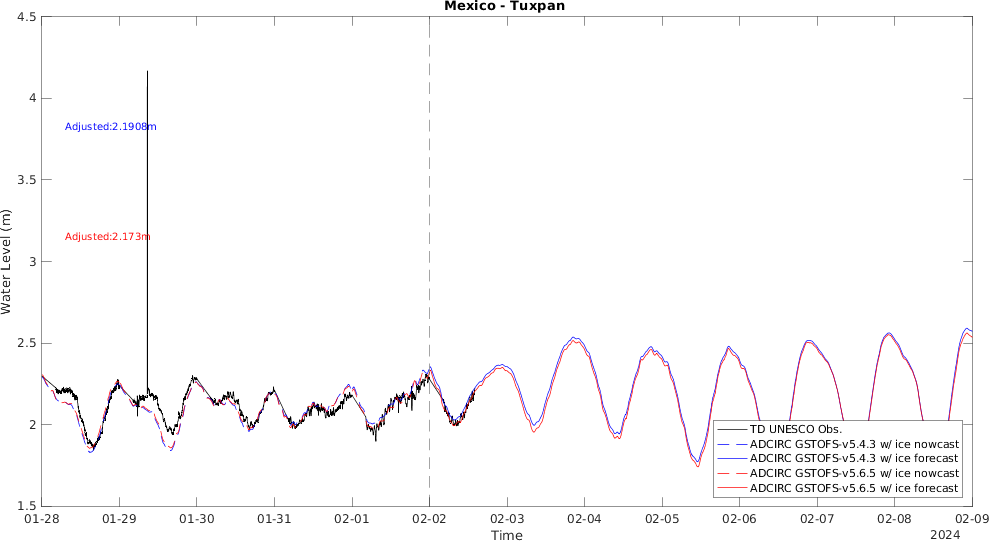 Mexico - Tuxpan
4.5
4
3.5
3
2.5
2
1.5
Water Level (m)
Adjusted:2.1908m
Adjusted:2.173m
TD UNESCO Obs.
ADCIRC GSTOFS-v5.4.3 w/ ice nowcast
ADCIRC GSTOFS-v5.4.3 w/ ice forecast
ADCIRC GSTOFS-v5.6.5 w/ ice nowcast
ADCIRC GSTOFS-v5.6.5 w/ ice forecast
01-28 01-29 01-30 01-31 02-01 02-02 02-03 02-04 02-05 02-06 02-07 02-08 02-09
Time
2024